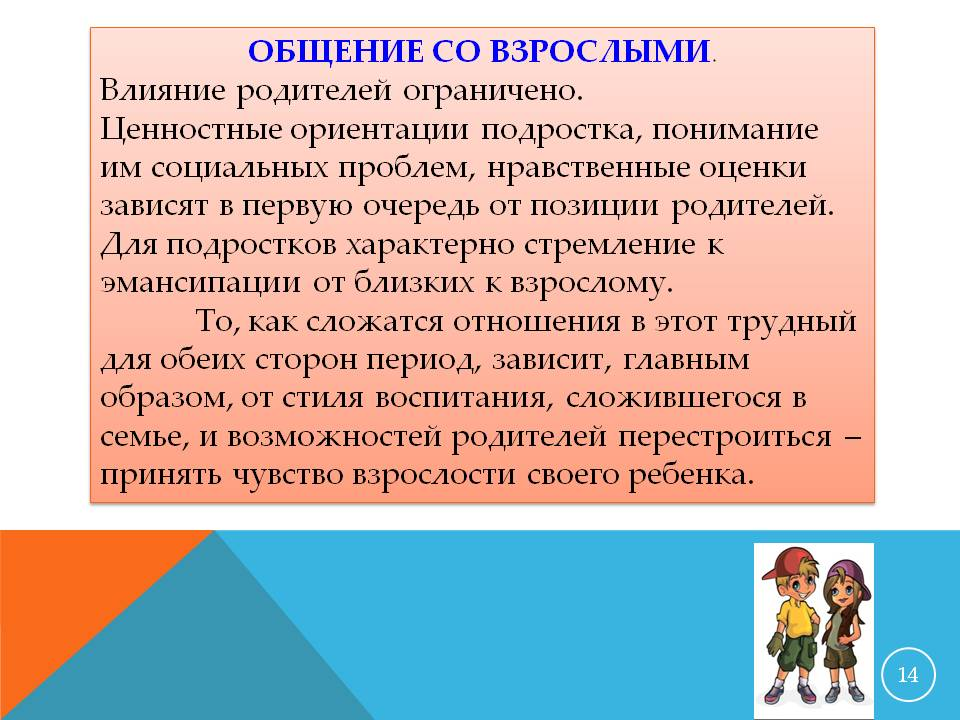 ОБЩЕНИЕ СО ВЗРОСЛЫМИ.
Влияние родителей ограничено.
Ценностные ориентации подростка, понимание
им социальных проблем, нравственные оценки
зависят в первую очередь от позиции родителей.
Для подростков характерно стремление к
эмансипации от близких к взрослому.
То, как сложатся отношения в этот трудный
для обеих сторон период, зависит, главным
образом, от стиля воспитания, сложившегося в
семье, и возможностей родителей перестроиться –
принять чувство взрослости своего ребенка.
14